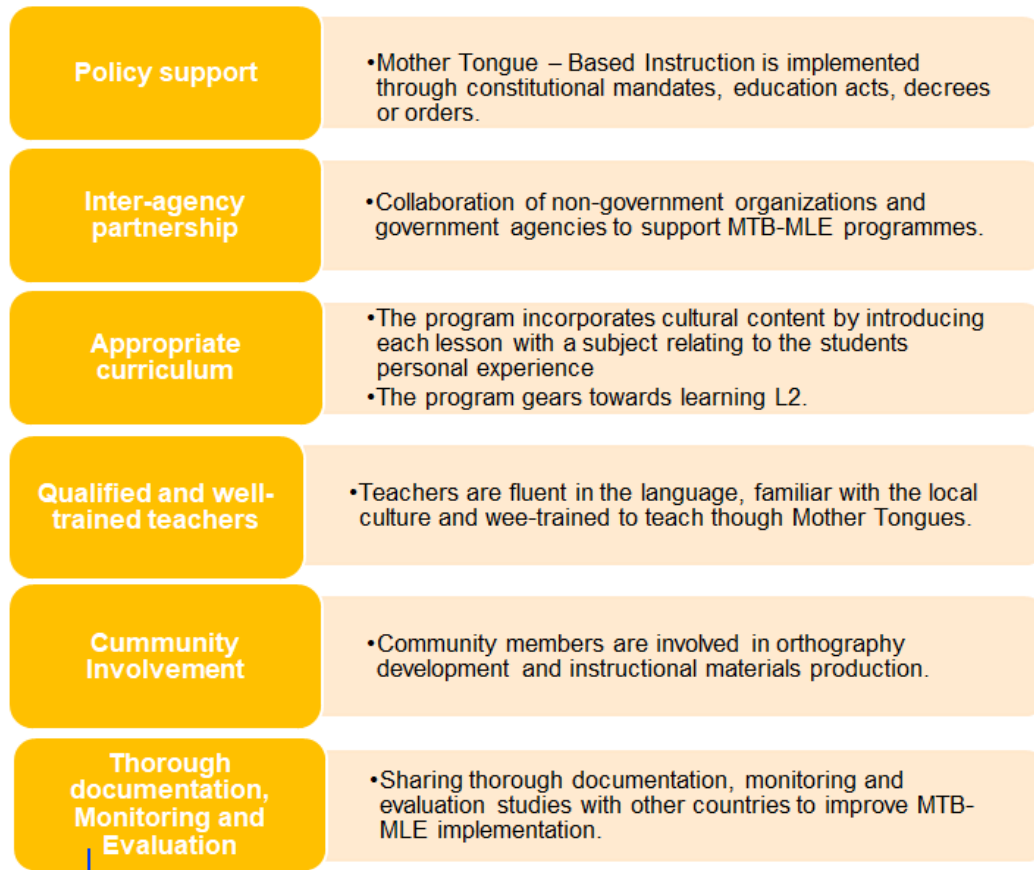 Policy support
•Mother Tongue – Based Instruction is implemented
through constitutional mandates, education acts, decrees
or orders.
Inter-agency
partnership
•Collaboration of non-government organizations and
government agencies to support MTB-MLE programmes.
Appropriate
curriculum
•The program incorporates cultural content by introducing
each lesson with a subject relating to the students
personal experience
•The program gears towards learning L2.
Qualified and well-
trained teachers
•Teachers are fluent in the language, familiar with the local
culture and wee-trained to teach though Mother Tongues.
Cummunity
Involvement
•Community members are involved in orthography
development and instructional materials production.
Thorough
documentation,
Monitoring and
Evaluation
•Sharing thorough documentation, monitoring and
evaluation studies with other countries to improve MTB-
MLE implementation.